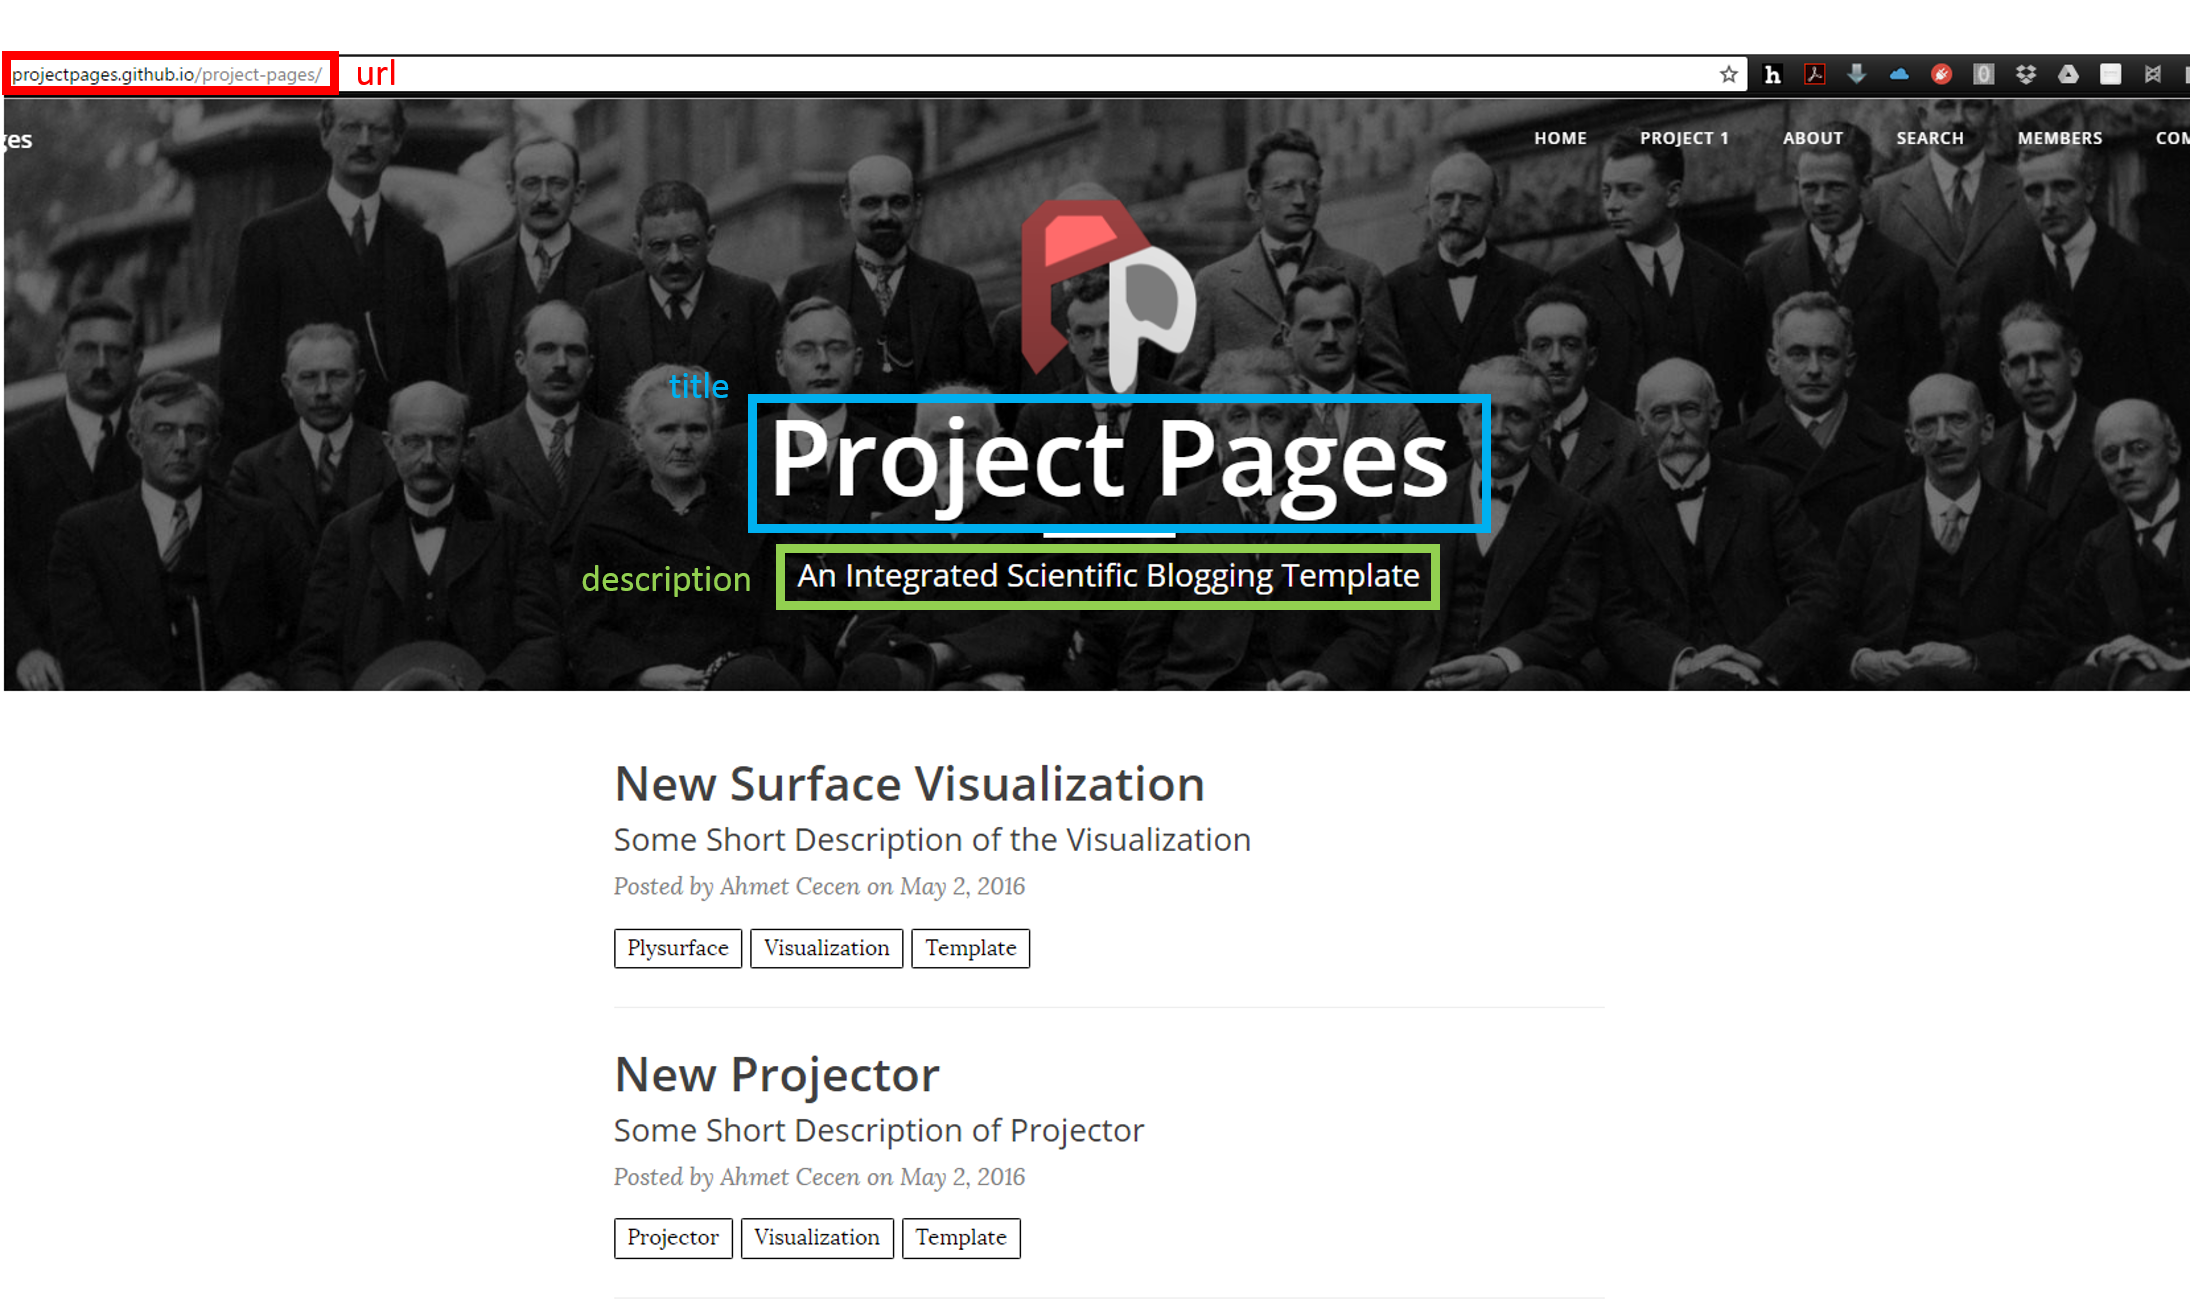 projectpages.github.io/project-pages/ url
ges HOME PROJECT 1 ABOUT SEARCH MEMBERS COM
title
Project Pages
description An Integrated Scientific Blogging Template
New Surface Visualization
Some Short Description of the Visualization
Posted by Ahmet Cecen on May 2, 2016
Plysurface Visualization Template
New Projector
Some Short Description of Projector
Posted by Ahmet Cecen on May 2, 2016
Projector Visualization Template